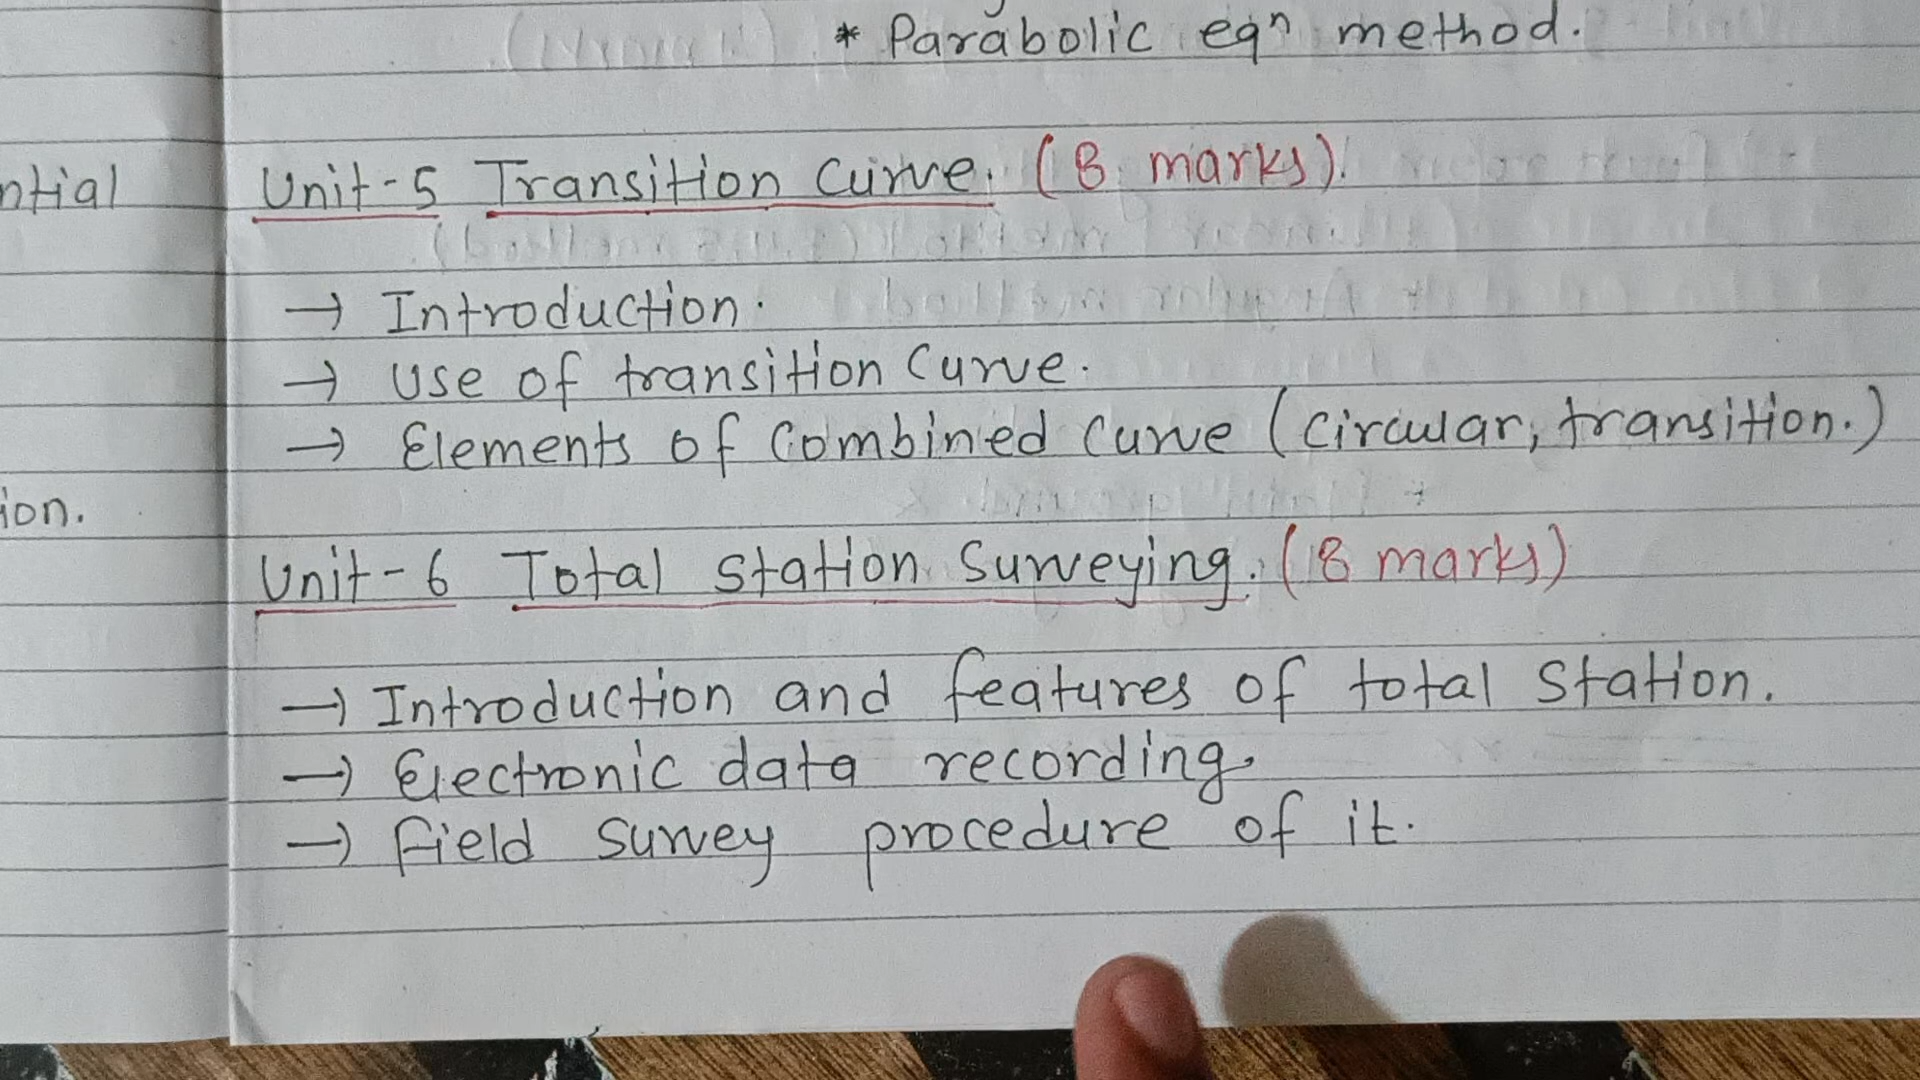 * Parabolic eqn method.
ntial
Unit-5 Transition Curve. (8 marks).
→ Introduction.
→ Use of transition Curve.
→ Elements of Combined Curve (Circular, transition.)
ion.
Unit-6 Total Station Surveying. (8 marks)
→ Introduction and features of total Station.
→ Electronic data recording.
→ Field Survey procedure of it.